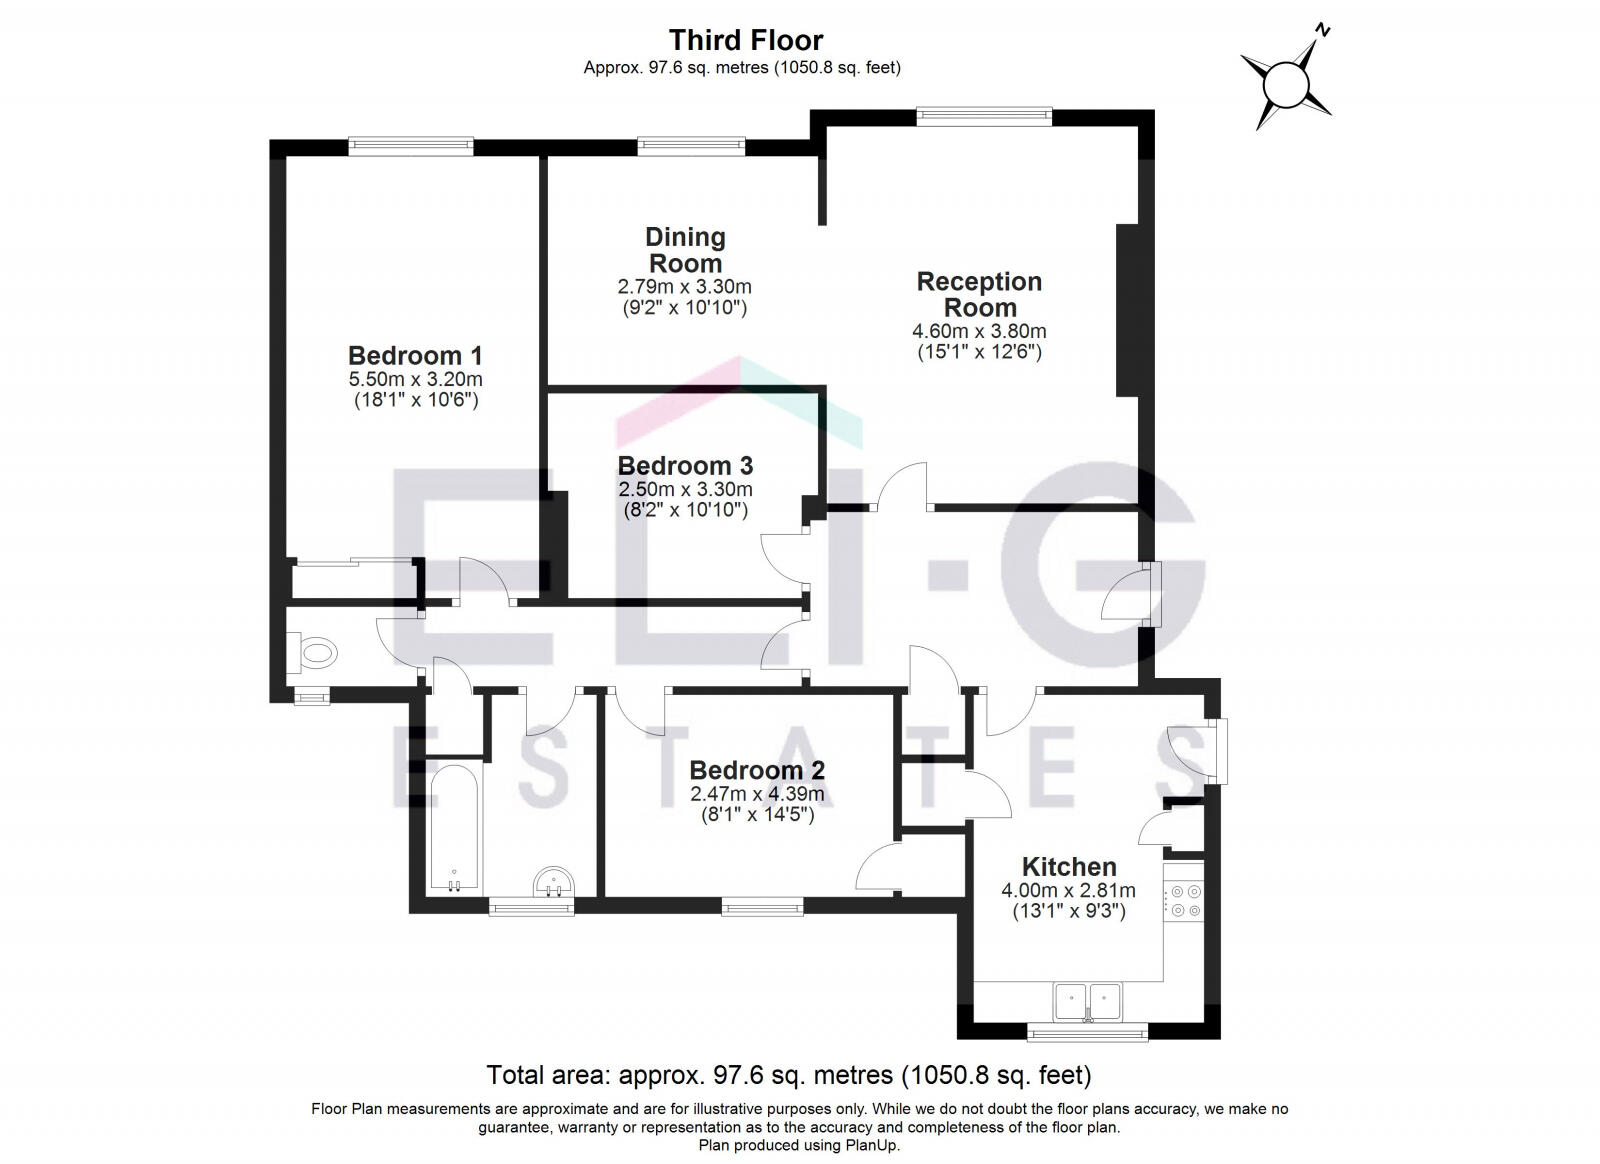 Third Floor
Approx. 97.6 sq. metres (1050.8 sq. feet)
N
Dining
Room
2.79m x 3.30m
(9'2" x 10'10")
Reception
Room
4.60m x 3.80m
(15'1" x 12'6")
Bedroom 1
5.50m x 3.20m
(18'1" x 10'6")
Bedroom 3
2.50m x 3.30m
(8'2" x 10'10")
ELI-G
ESTATES
Bedroom 2
2.47m x 4.39m
(8'1" x 14'5")
Kitchen
4.00m x 2.81m
(13'1" x 9'3")
Total area: approx. 97.6 sq. metres (1050.8 sq. feet)
Floor Plan measurements are approximate and are for illustrative purposes only. While we do not doubt the floor plans accuracy, we make no
guarantee, warranty or representation as to the accuracy and completeness of the floor plan.
Plan produced using PlanUp.